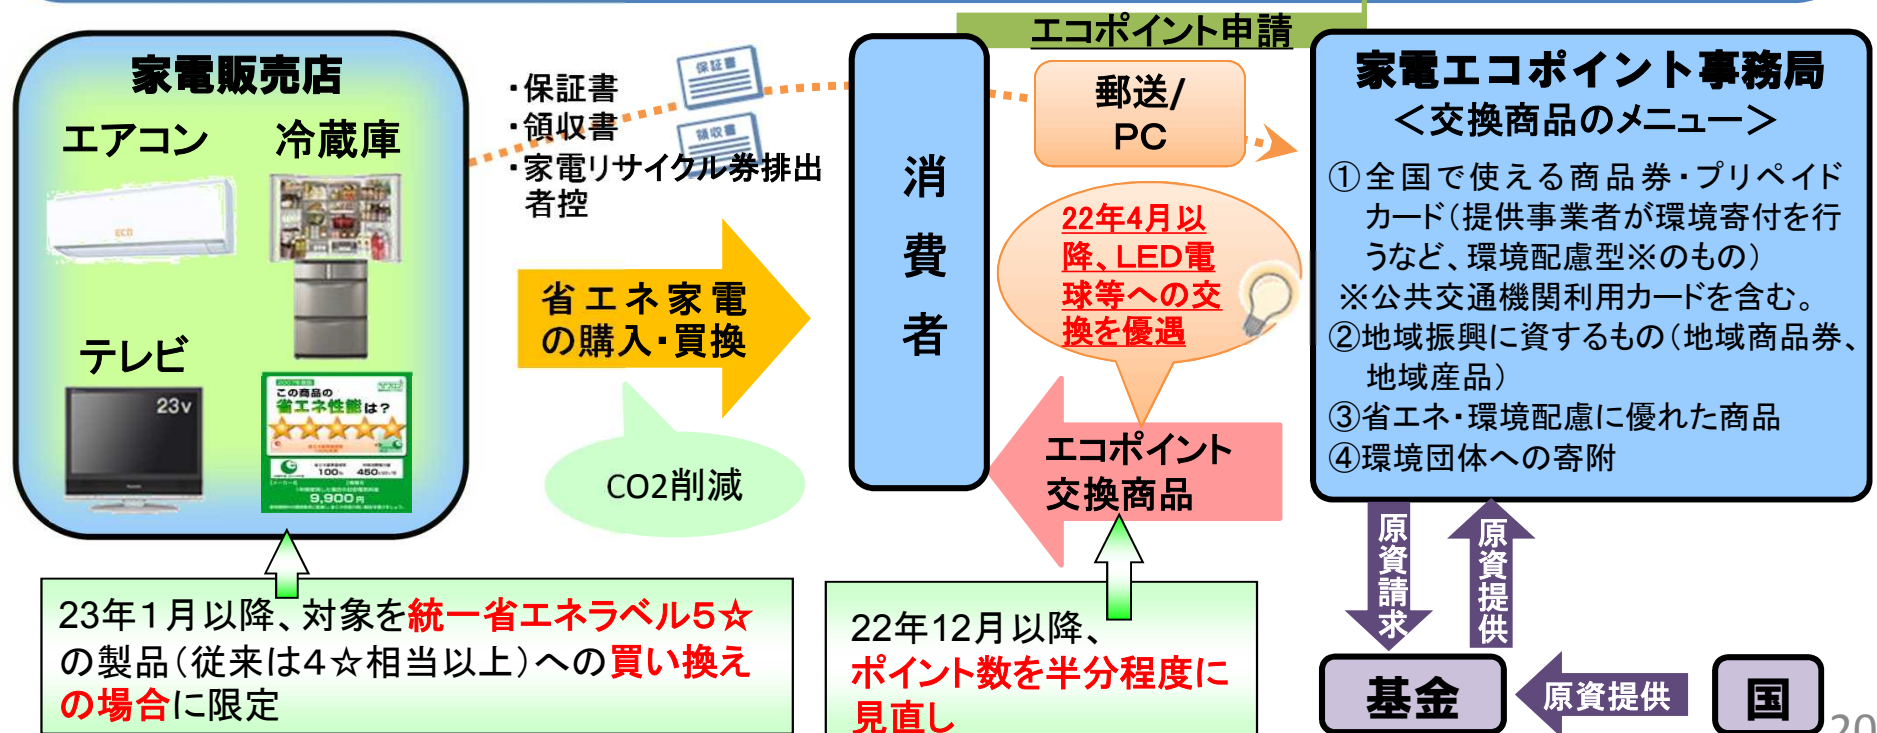 家電販売店
エアコン
冷蔵庫
ECO
テレビ
23v
この商品の
省エネ性能は?
100%
450
9,900円
・保証書
・領収書
・家電リサイクル券排出
者控
保証書
領収書
省エネ家電
の購入・買換
CO2削減
消
費
者
エコポイント申請
郵送/
PC
22年4月以
降、LED電
球等への交
換を優遇
エコポイント
交換商品
家電エコポイント事務局
<交換商品のメニュー>
①全国で使える商品券・プリペイド
カード(提供事業者が環境寄付を行
うなど、環境配慮型※のもの)
※公共交通機関利用カードを含む。
②地域振興に資するもの(地域商品券、
地域産品)
③省エネ・環境配慮に優れた商品
④環境団体への寄附
原資請求
原資提供
基金
原資提供
国
23年1月以降、対象を統一省エネラベル5☆
の製品(従来は4☆相当以上)への買い換え
の場合に限定
22年12月以降、
ポイント数を半分程度に
見直し
20